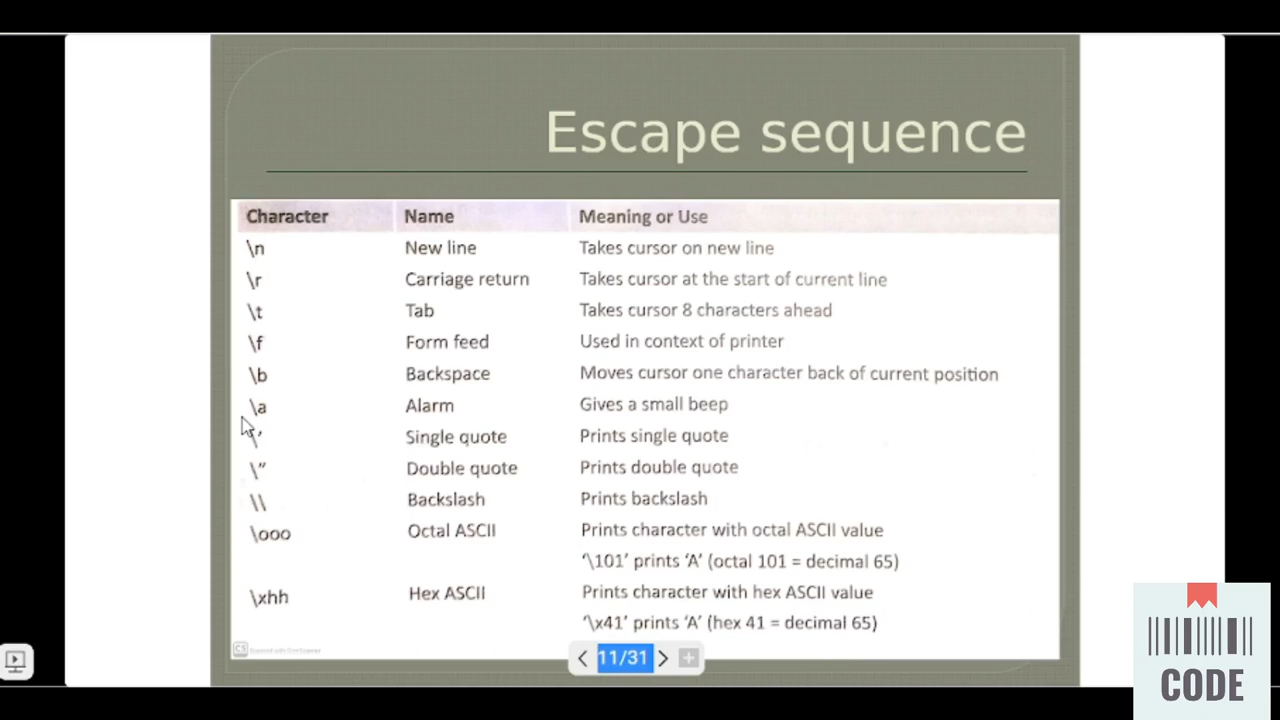 Escape sequence
Character Name Meaning or Use
\n New line Takes cursor on new line
\r Carriage return Takes cursor at the start of current line
\t Tab Takes cursor 8 characters ahead
\f Form feed Used in context of printer
\b Backspace Moves cursor one character back of current position
\a Alarm Gives a small beep
\’ Single quote Prints single quote
\” Double quote Prints double quote
\\ Backslash Prints backslash
\ooo Octal ASCII Prints character with octal ASCII value
‘\101’ prints ‘A’ (octal 101 = decimal 65)
\xhh Hex ASCII Prints character with hex ASCII value
‘\x41’ prints ‘A’ (hex 41 = decimal 65)
CS Scanned with CamScanner
11/31
CODE